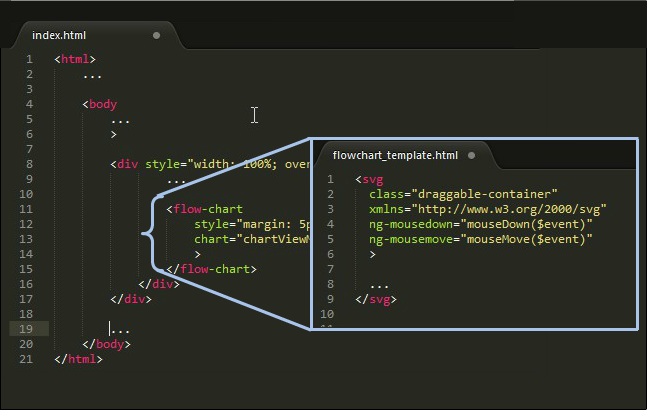 index.html
1 <html>
2 ...
3
4 <body
5 ...
6 >
7
8 <div style="width: 100%; over
9 ...
10
11 <flow-chart
12 style="margin: 5p
13 chart="chartViewM
14 >
15 </flow-chart>
16 </div>
17 </div>
18
19 ...
20 </body>
21 </html>
flowchart_template.html
1 <svg
2 class="draggable-container"
3 xmlns="http://www.w3.org/2000/svg"
4 ng-mousedown="mouseDown($event)"
5 ng-mousemove="mouseMove($event)"
6 >
7
8 ...
9 </svg>
10
11